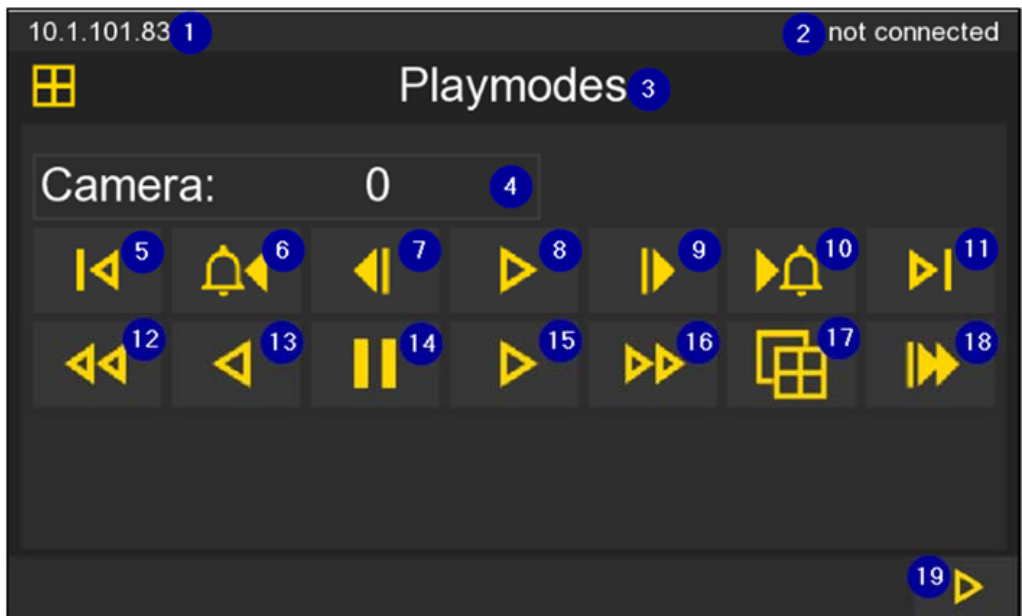 10.1.101.83 1 2 not connected
Playmodes 3
Camera: 0 4
5 6 7 8 9 10 11
12 13 14 15 16 17 18
19